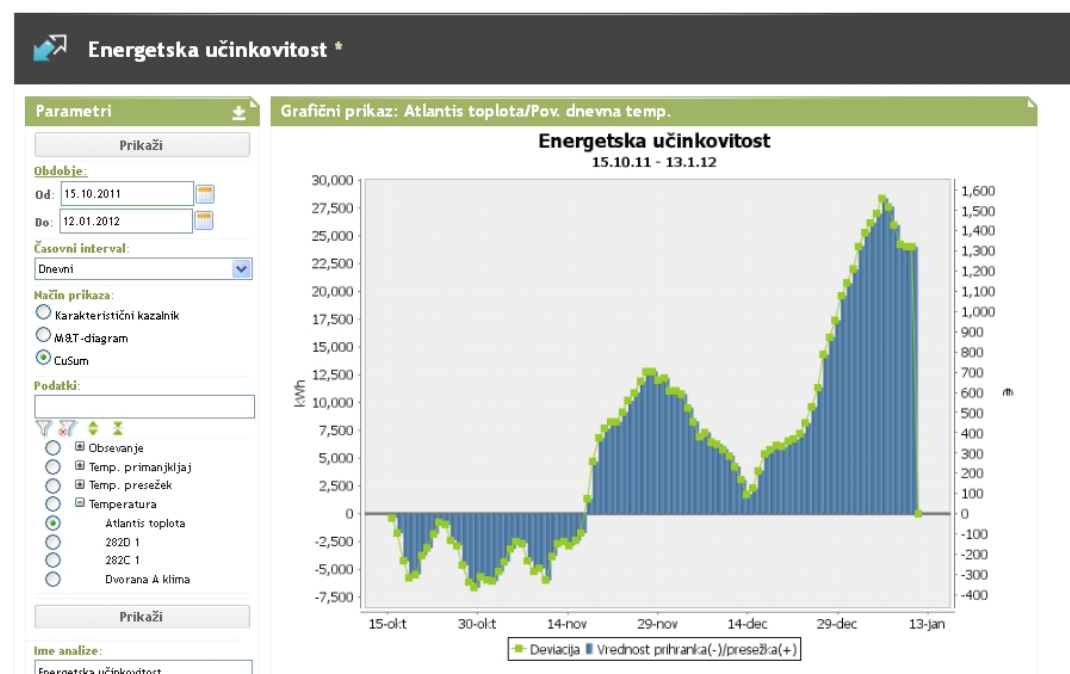 Energetska učinkovitost *
Parametri
Prikaži
Obdobje:
Od: 15.10.2011
Do: 12.01.2012
Časovni interval:
Dnevni
Način prikaza:
Karakteristični kazalnik
M&T-diagram
CuSum
Podatki:
Obsevanje
Temp. primanjkljaj
Temp. presežek
Temperatura
Atlantis toplota
282D 1
282C 1
Dvorana A klima
Prikaži
Ime analize:
Energetska učinkovitost
Grafični prikaz: Atlantis toplota/Pov. dnevna temp.
Energetska učinkovitost
15.10.11 - 13.1.12
30,000
27,500
25,000
22,500
20,000
17,500
15,000
12,500
10,000
7,500
5,000
2,500
0
-2,500
-5,000
-7,500
kWh
1,600
1,500
1,400
1,300
1,200
1,100
1,000
900
800
700
600
500
400
300
200
100
0
-100
-200
-300
-400
€
15-okt 30-okt 14-nov 29-nov 14-dec 29-dec 13-jan
Deviacija Vrednost prihranka(-)/presežka(+)